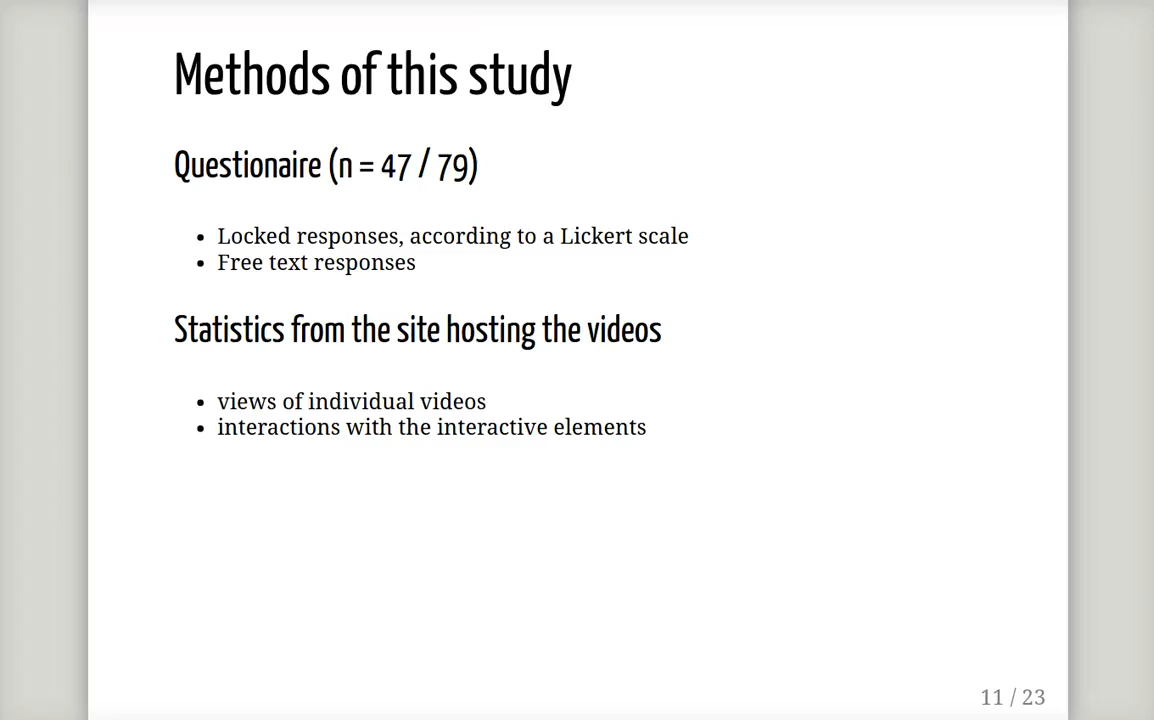 Methods of this study
Questionaire (n = 47 / 79)
• Locked responses, according to a Lickert scale
• Free text responses
Statistics from the site hosting the videos
• views of individual videos
• interactions with the interactive elements
11 / 23